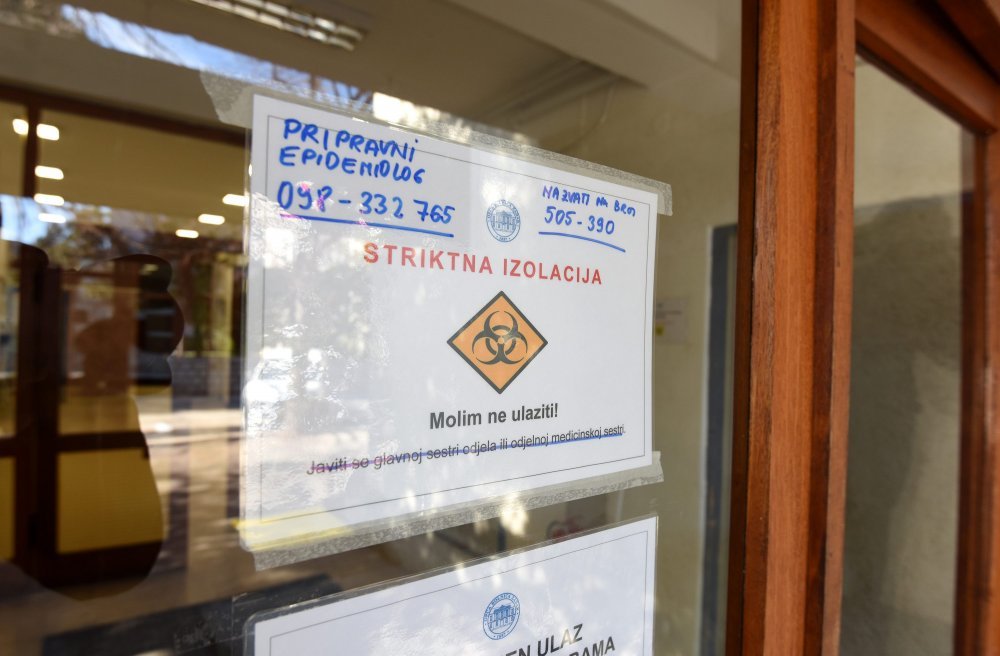 PRIPRAVNI
EPIDEMIOLOG
098-332 765
NAZVATI NA BROJ
505-390
STRIKTNA IZOLACIJA
Molim ne ulaziti!
Javiti se glavnoj sestri odjela ili odjelnoj medicinskoj sestri.
EN ULAZ